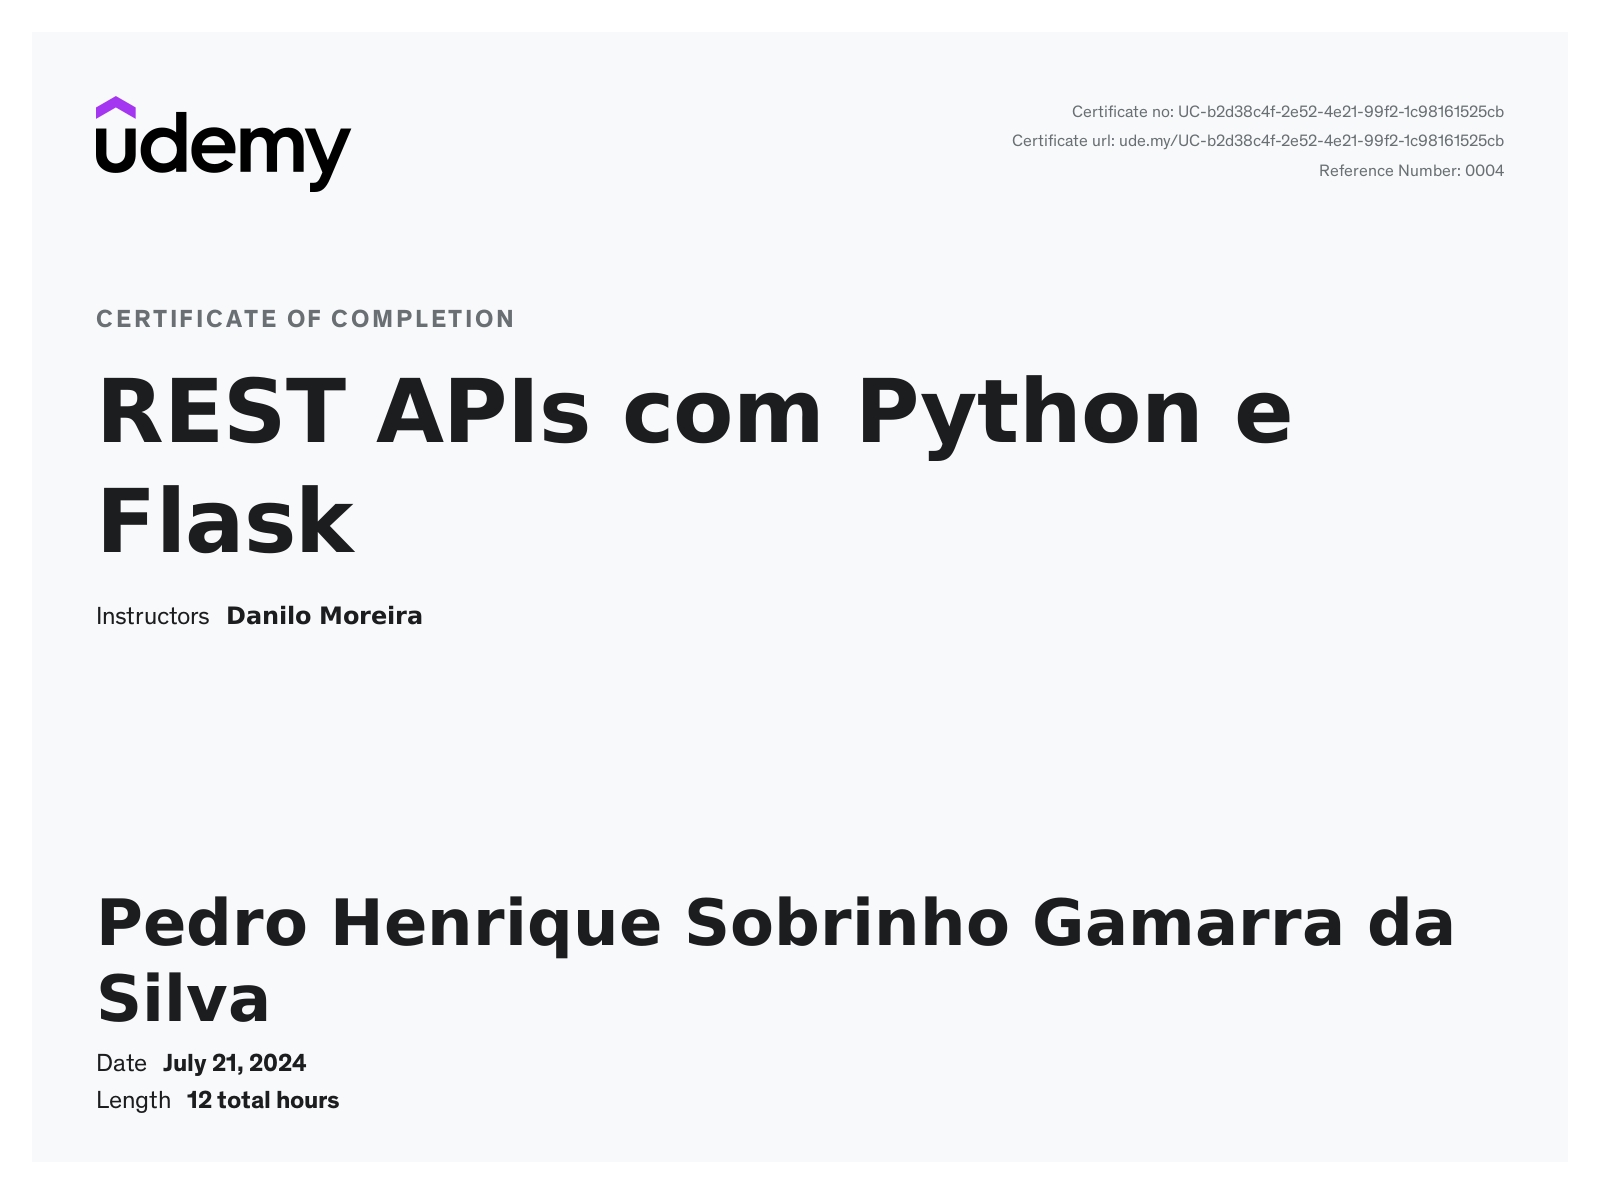 udemy
Certificate no: UC-b2d38c4f-2e52-4e21-99f2-1c98161525cb
Certificate url: ude.my/UC-b2d38c4f-2e52-4e21-99f2-1c98161525cb
Reference Number: 0004
CERTIFICATE OF COMPLETION
REST APIs com Python e
Flask
Instructors Danilo Moreira
Pedro Henrique Sobrinho Gamarra da
Silva
Date July 21, 2024
Length 12 total hours